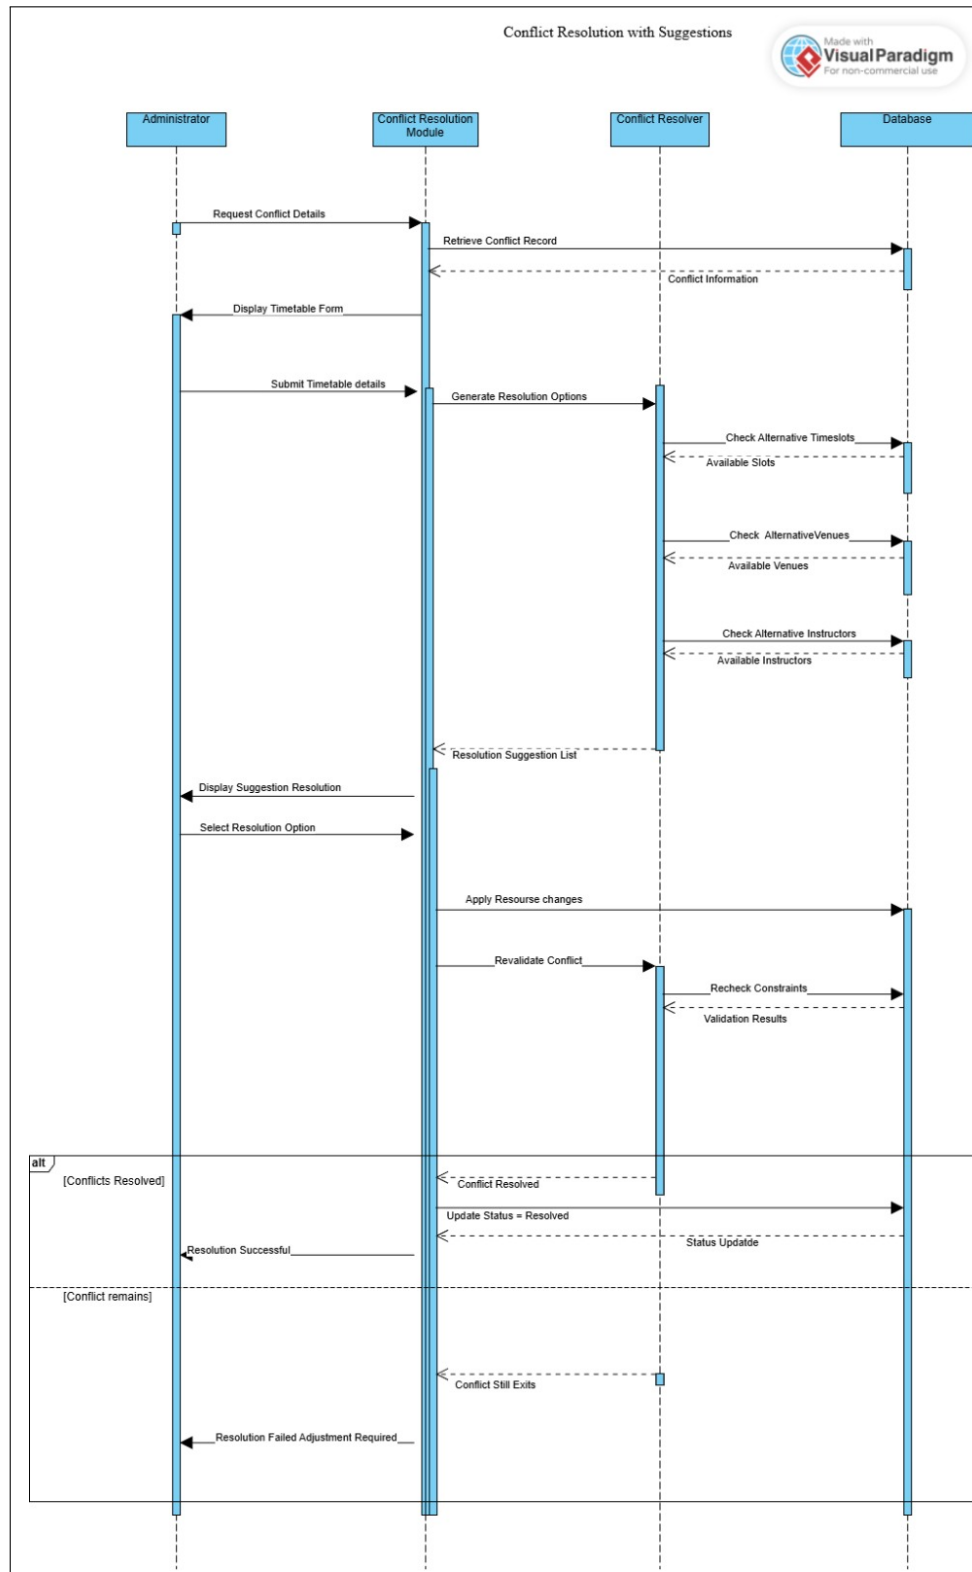 Conflict Resolution with Suggestions
Made with
Visual Paradigm
For non-commercial use
Administrator
Conflict Resolution
Module
Conflict Resolver
Database
Request Conflict Details
Retrieve Conflict Record
Conflict Information
Display Timetable Form
Submit Timetable details
Generate Resolution Options
Check Alternative Timeslots
Available Slots
Check AlternativeVenues
Available Venues
Check Alternative Instructors
Available Instructors
Resolution Suggestion List
Display Suggestion Resolution
Select Resolution Option
Apply Resourse changes
Revalidate Conflict
Recheck Constraints
Validation Results
alt
[Conflicts Resolved]
Conflict Resolved
Update Status = Resolved
Status Updatde
Resolution Successful
[Conflict remains]
Conflict Still Exits
Resolution Failed Adjustment Required